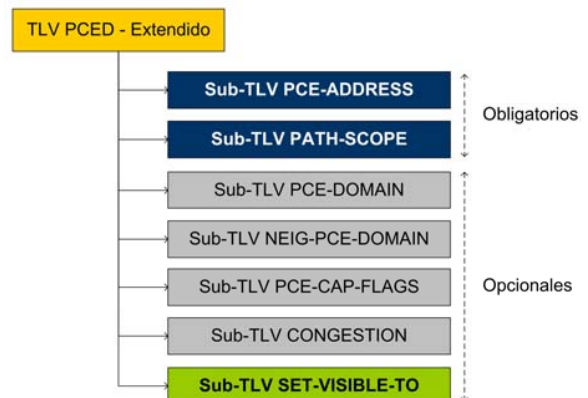 TLV PCED - Extendido
Sub-TLV PCE-ADDRESS
Sub-TLV PATH-SCOPE
Obligatorios
Sub-TLV PCE-DOMAIN
Sub-TLV NEIG-PCE-DOMAIN
Sub-TLV PCE-CAP-FLAGS
Sub-TLV CONGESTION
Sub-TLV SET-VISIBLE-TO
Opcionales